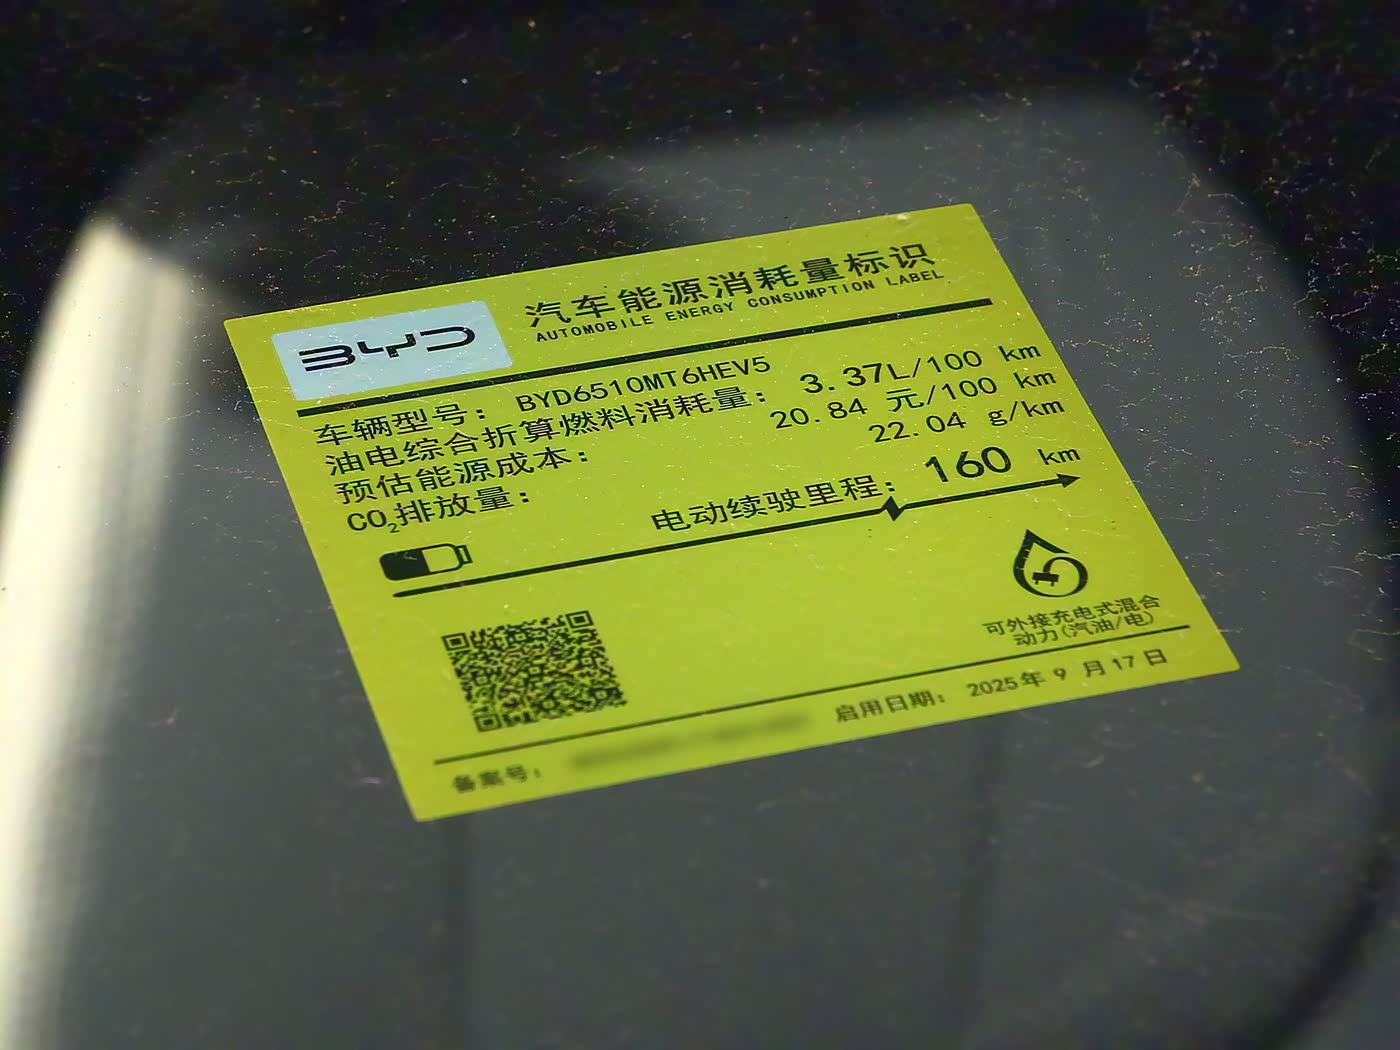 BYD
汽车能源消耗量标识
AUTOMOBILE ENERGY CONSUMPTION LABEL
车辆型号: BYD6510MT6HEV5
油电综合折算燃料消耗量: 3.37L/100 km
预估能源成本: 20.84 元/100 km
CO₂排放量: 22.04 g/km
电动续驶里程: 160 km
可外接充电式混合
动力(汽油/电)
备案号: 启用日期: 2025年 9 月17日